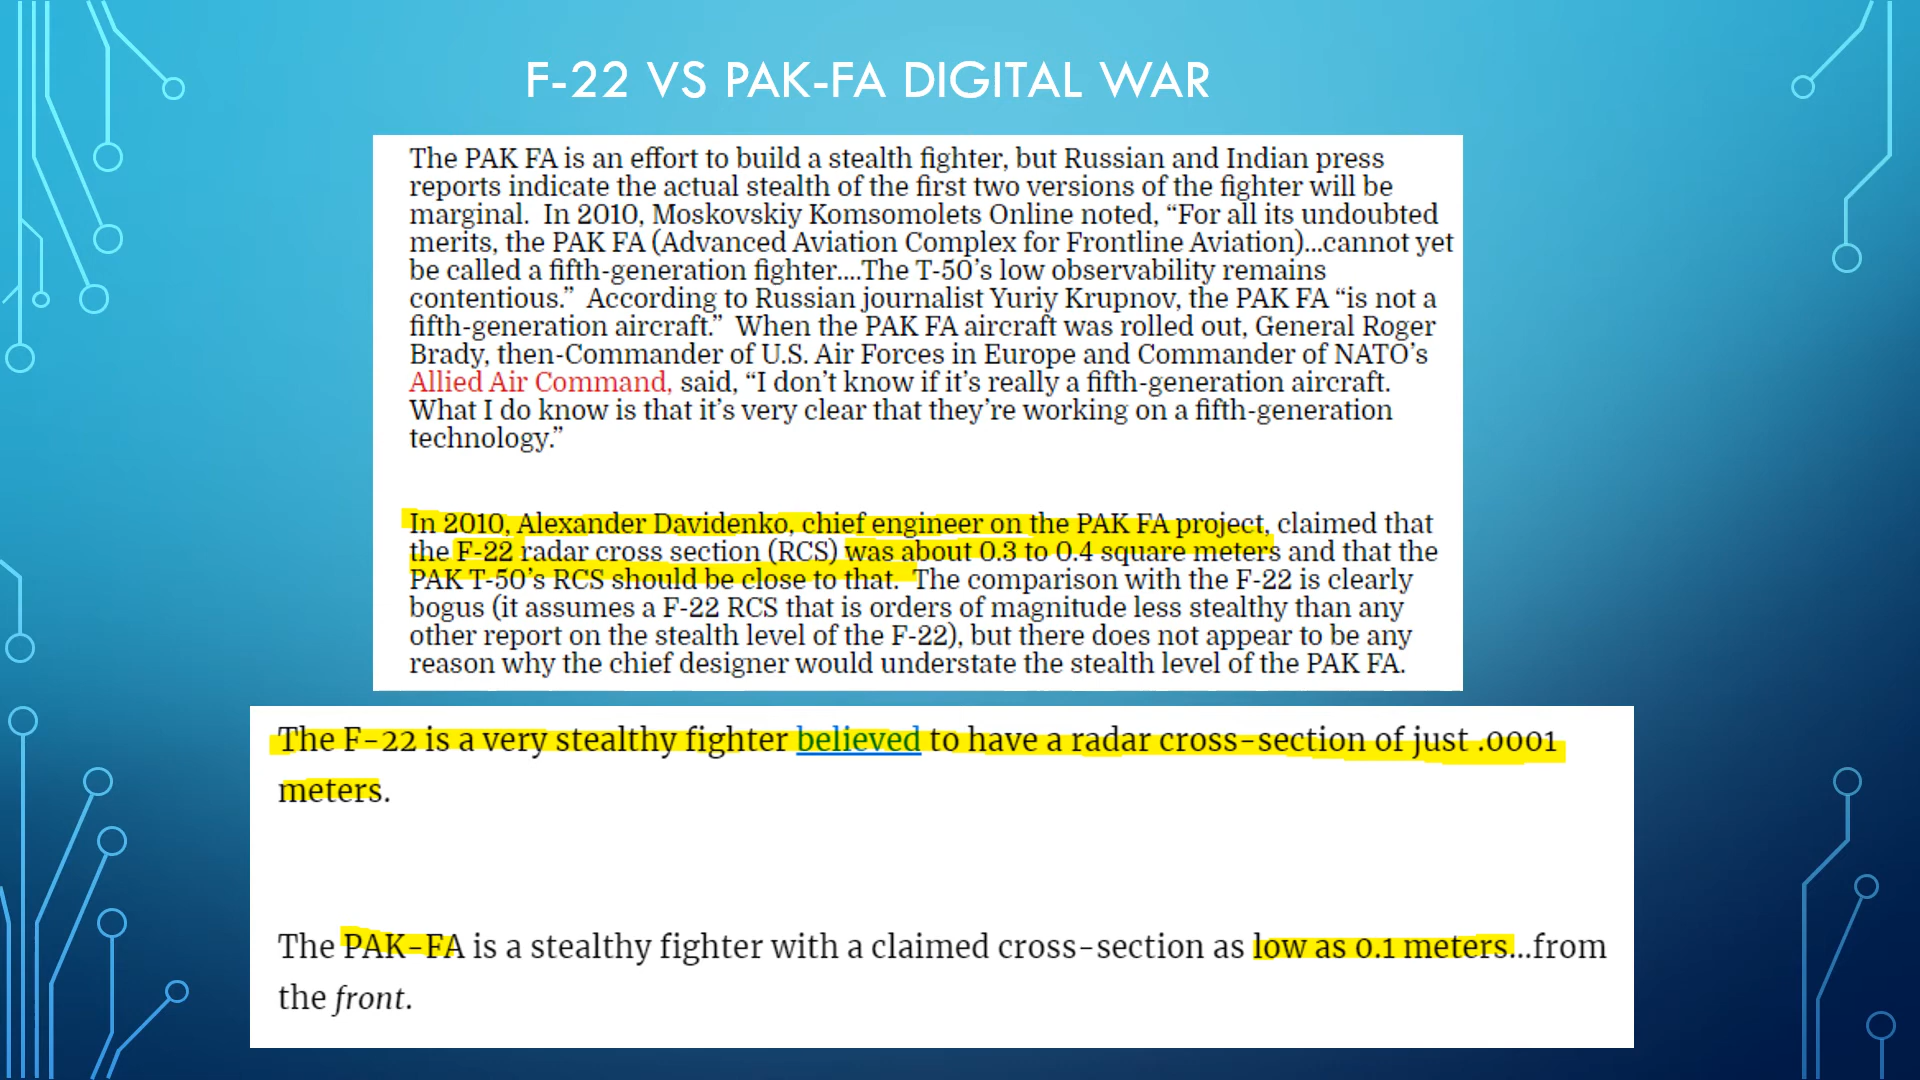 F-22 VS PAK-FA DIGITAL WAR
The PAK FA is an effort to build a stealth fighter, but Russian and Indian press
reports indicate the actual stealth of the first two versions of the fighter will be
marginal.  In 2010, Moskovskiy Komsomolets Online noted, “For all its undoubted
merits, the PAK FA (Advanced Aviation Complex for Frontline Aviation)...cannot yet
be called a fifth-generation fighter....The T-50’s low observability remains
contentious.”  According to Russian journalist Yuriy Krupnov, the PAK FA “is not a
fifth-generation aircraft.”  When the PAK FA aircraft was rolled out, General Roger
Brady, then-Commander of U.S. Air Forces in Europe and Commander of NATO’s
Allied Air Command, said, “I don’t know if it’s really a fifth-generation aircraft.
What I do know is that it’s very clear that they’re working on a fifth-generation
technology.”
In 2010, Alexander Davidenko, chief engineer on the PAK FA project, claimed that
the F-22 radar cross section (RCS) was about 0.3 to 0.4 square meters and that the
PAK T-50’s RCS should be close to that.  The comparison with the F-22 is clearly
bogus (it assumes a F-22 RCS that is orders of magnitude less stealthy than any
other report on the stealth level of the F-22), but there does not appear to be any
reason why the chief designer would understate the stealth level of the PAK FA.
The F-22 is a very stealthy fighter believed to have a radar cross-section of just .0001
meters.
The PAK-FA is a stealthy fighter with a claimed cross-section as low as 0.1 meters...from
the front.